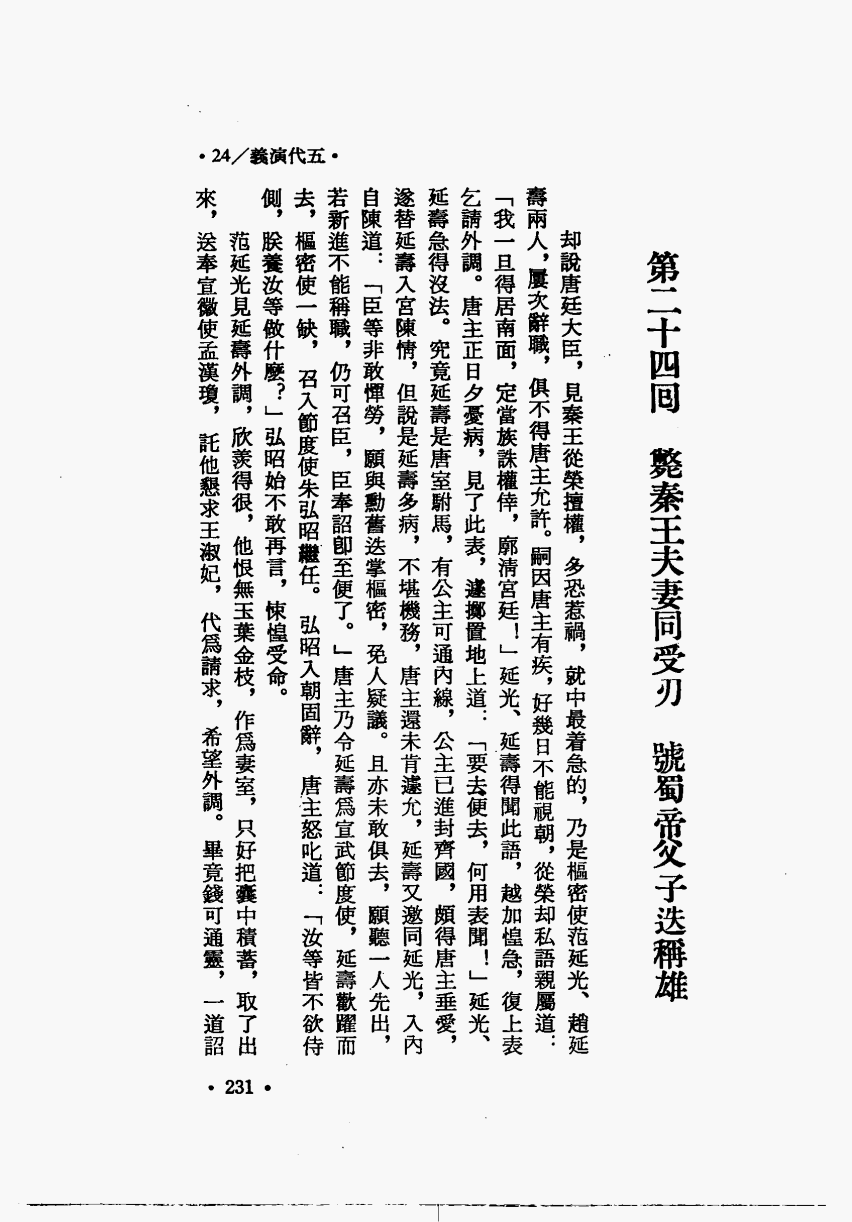 第二十四回　斃秦王夫妻同受刃　號蜀帝父子迭稱雄
却說唐廷大臣，見秦王從榮擅權，多恐惹禍，就中最着急的，乃是樞密使范延光、趙延
壽兩人，屢次辭職，俱不得唐主允許。嗣因唐主有疾，好幾日不能視朝，從榮却私語親屬道：
「我一旦得居南面，定當族誅權倖，廓清宮廷！」延光、延壽得聞此語，越加惶急，復上表
乞請外調。唐主正日夕憂病，見了此表，遽擲置地上道：「要去便去，何用表聞！」延光、
延壽急得沒法。究竟延壽是唐室駙馬，有公主可通內線，公主已進封齊國，頗得唐主垂愛，
遂替延壽入宮陳情，但說是延壽多病，不堪機務，唐主還未肯遽允，延壽又邀同延光，入內
自陳道：「臣等非敢憚勞，願與勳舊迭掌樞密，免人疑議。且亦未敢俱去，願聽一人先出，
若新進不能稱職，仍可召臣，臣奉詔卽至便了。」唐主乃令延壽爲宣武節度使，延壽歡躍而
去，樞密使一缺，召入節度使朱弘昭繼任。弘昭入朝固辭，唐主怒叱道：「汝等皆不欲侍
側，朕養汝等做什麼？」弘昭始不敢再言，悚惶受命。
范延光見延壽外調，欣羨得很，他恨無玉葉金枝，作爲妻室，只好把囊中積蓄，取了出
來，送奉宣徽使孟漢瓊，託他懇求王淑妃，代爲請求，希望外調。畢竟錢可通靈，一道詔
•24／義演代五•
•231•